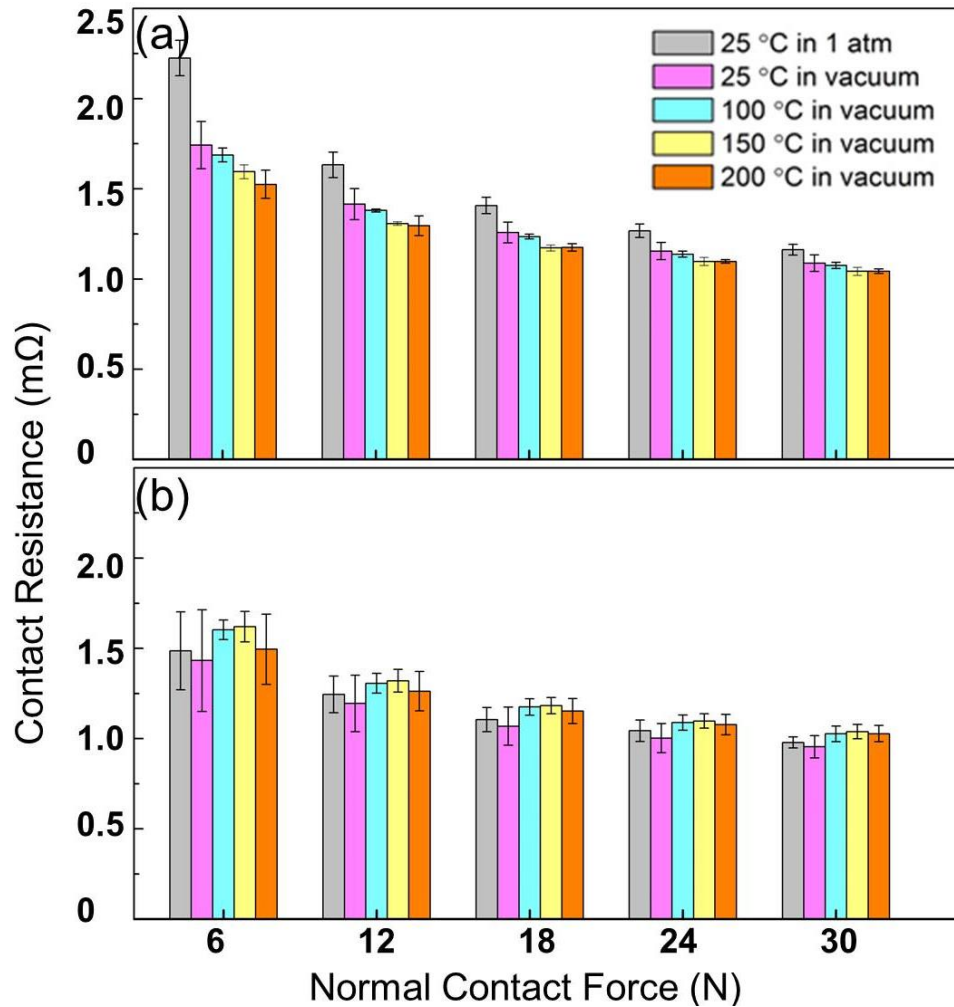 (a)
25 °C in 1 atm
25 °C in vacuum
100 °C in vacuum
150 °C in vacuum
200 °C in vacuum
2.5
2.0
1.5
1.0
0.5
0
(b)
2.0
1.5
1.0
0.5
0
6 12 18 24 30
Contact Resistance (mΩ)
Normal Contact Force (N)